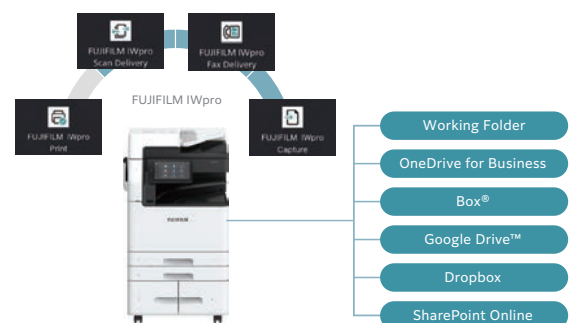 FUJIFILM IWpro
Scan Delivery
FUJIFILM IWpro
Fax Delivery
FUJIFILM IWpro
Print
FUJIFILM IWpro
FUJIFILM IWpro
Capture
FUJIFILM
Working Folder
OneDrive for Business
Box®
Google Drive™
Dropbox
SharePoint Online